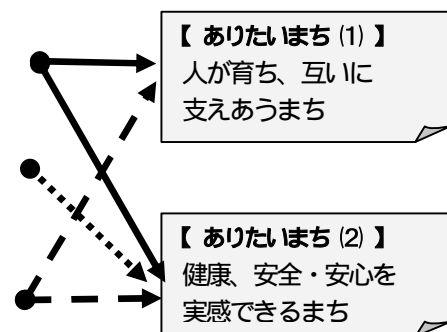 【 ありたいまち (1) 】
人が育ち、互いに
支えあうまち
【 ありたいまち (2) 】
健康、安全・安心を
実感できるまち